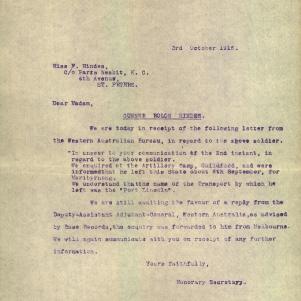 3rd October 1916.
Miss F. Hinden,
C/o Parrs Nesbit, K. C.
4th Avenue,
ST. PETERS.
Dear Madam,
GUNNER ROLOM HINDEN.
We are today in receipt of the following letter from
the Western Australian Bureau, in regard to the above soldier.
"In answer to your communication of the 2nd instant, in
regard to the above soldier.
We enquired at the Artillery Camp, Guildford, and were
informed he left this State about 4th September, for
Maribyrnong.
We understand that the name of the Transport by which he
left was the "Port Lincoln".
We are still awaiting the favour of a reply from the
Deputy-Assistant Adjutant-General, Western Australia, as advised
by Base Records, the enquiry was forwarded to him from Melbourne.
We will again communicate with you on receipt of any further
information.
Yours faithfully,
Honorary Secretary.